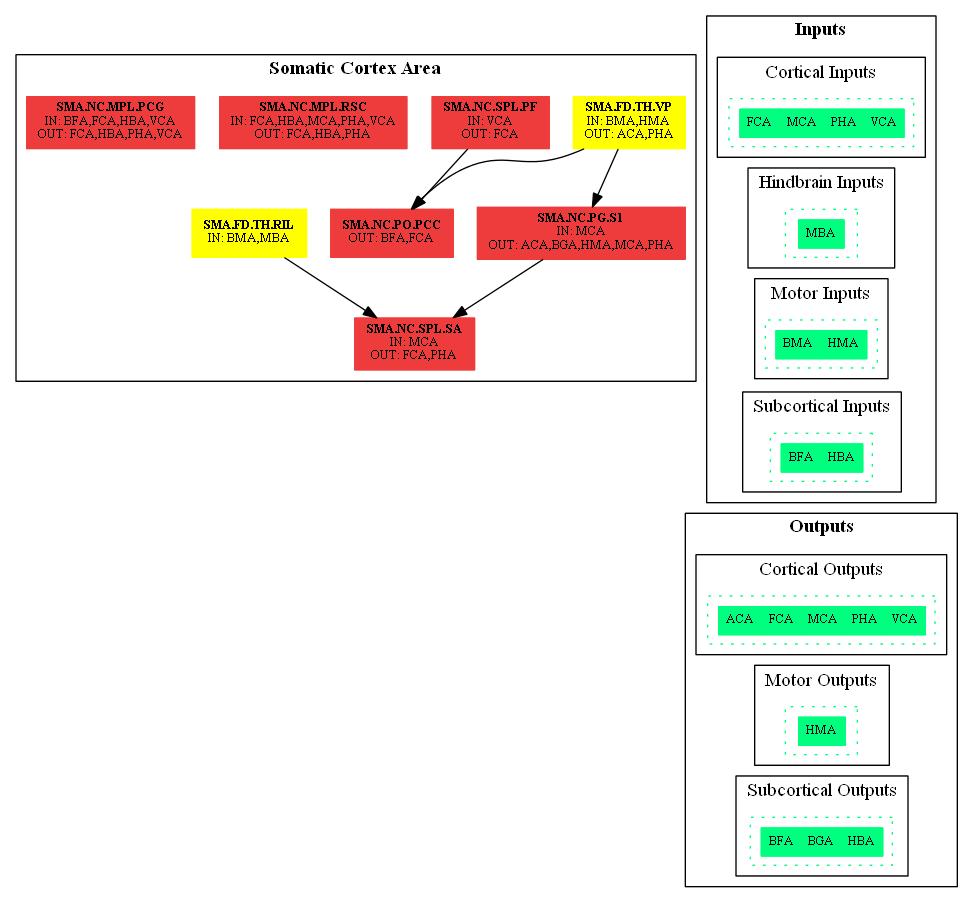 Somatic Cortex Area
SMA.NC.MPL.PCG
IN: BFA,FCA,HBA,VCA
OUT: FCA,HBA,PHA,VCA
SMA.NC.MPL.RSC
IN: FCA,HBA,MCA,PHA,VCA
OUT: FCA,HBA,PHA
SMA.NC.SPL.PF
IN: VCA
OUT: FCA
SMA.FD.TH.VP
IN: BMA,HMA
OUT: ACA,PHA
SMA.FD.TH.RIL
IN: BMA,MBA
SMA.NC.PO.PCC
OUT: BFA,FCA
SMA.NC.PG.S1
IN: MCA
OUT: ACA,BGA,HMA,MCA,PHA
SMA.NC.SPL.SA
IN: MCA
OUT: FCA,PHA
Inputs
Cortical Inputs
FCA MCA PHA VCA
Hindbrain Inputs
MBA
Motor Inputs
BMA HMA
Subcortical Inputs
BFA HBA
Outputs
Cortical Outputs
ACA FCA MCA PHA VCA
Motor Outputs
HMA
Subcortical Outputs
BFA BGA HBA